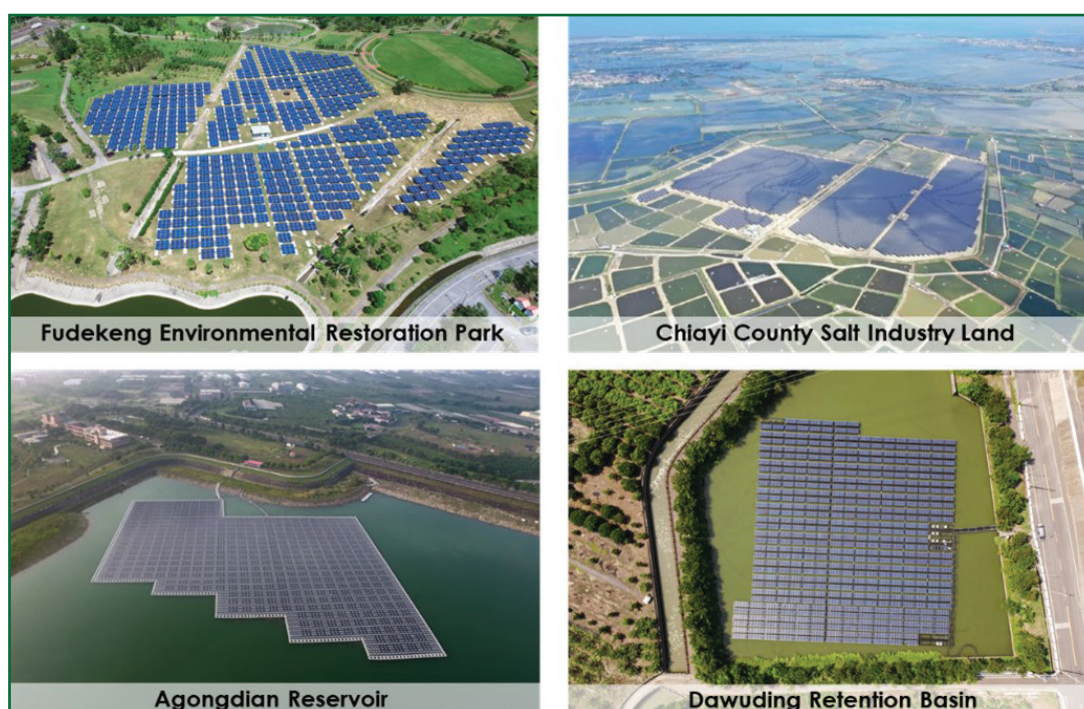 Fudekeng Environmental Restoration Park
Chiayi County Salt Industry Land
Agongdian Reservoir
Dawuding Retention Basin